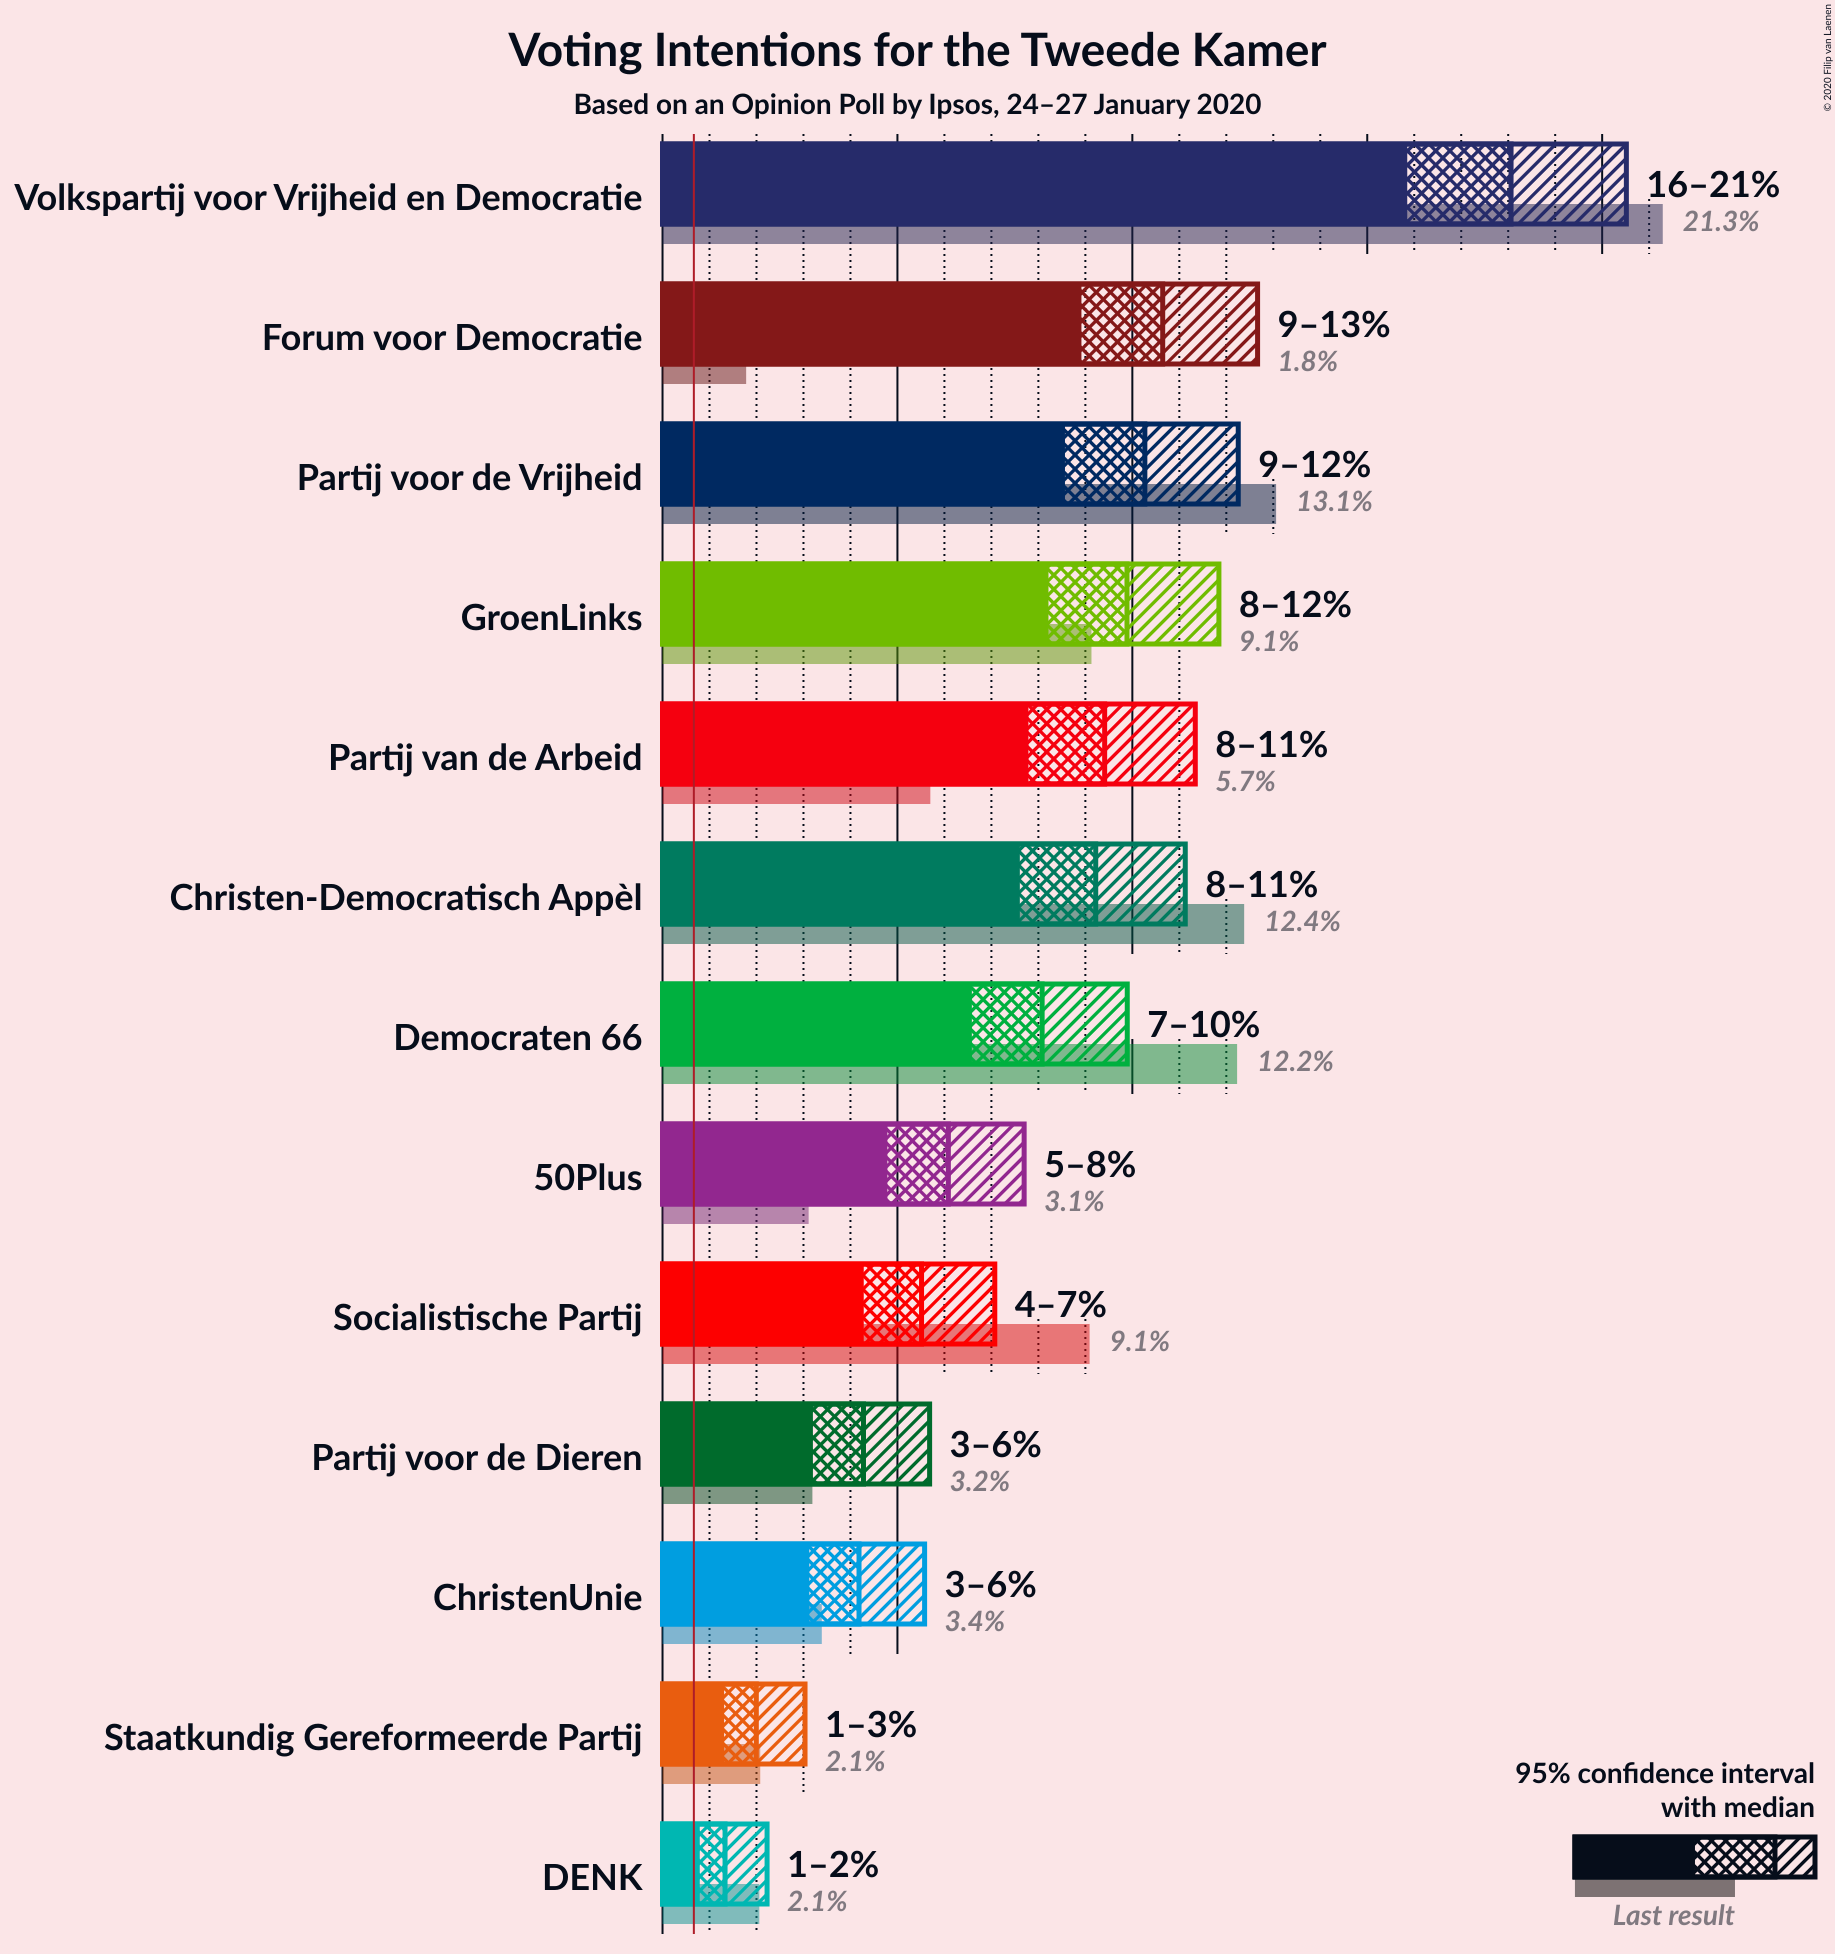 Voting Intentions for the Tweede Kamer
Based on an Opinion Poll by Ipsos, 24–27 January 2020
© 2020 Filip van Laenen
Volkspartij voor Vrijheid en Democratie
16–21%
21.3%
Forum voor Democratie
9–13%
1.8%
Partij voor de Vrijheid
9–12%
13.1%
GroenLinks
8–12%
9.1%
Partij van de Arbeid
8–11%
5.7%
Christen-Democratisch Appèl
8–11%
12.4%
Democraten 66
7–10%
12.2%
50Plus
5–8%
3.1%
Socialistische Partij
4–7%
9.1%
Partij voor de Dieren
3–6%
3.2%
ChristenUnie
3–6%
3.4%
Staatkundig Gereformeerde Partij
1–3%
2.1%
DENK
1–2%
2.1%
95% confidence interval
with median
Last result